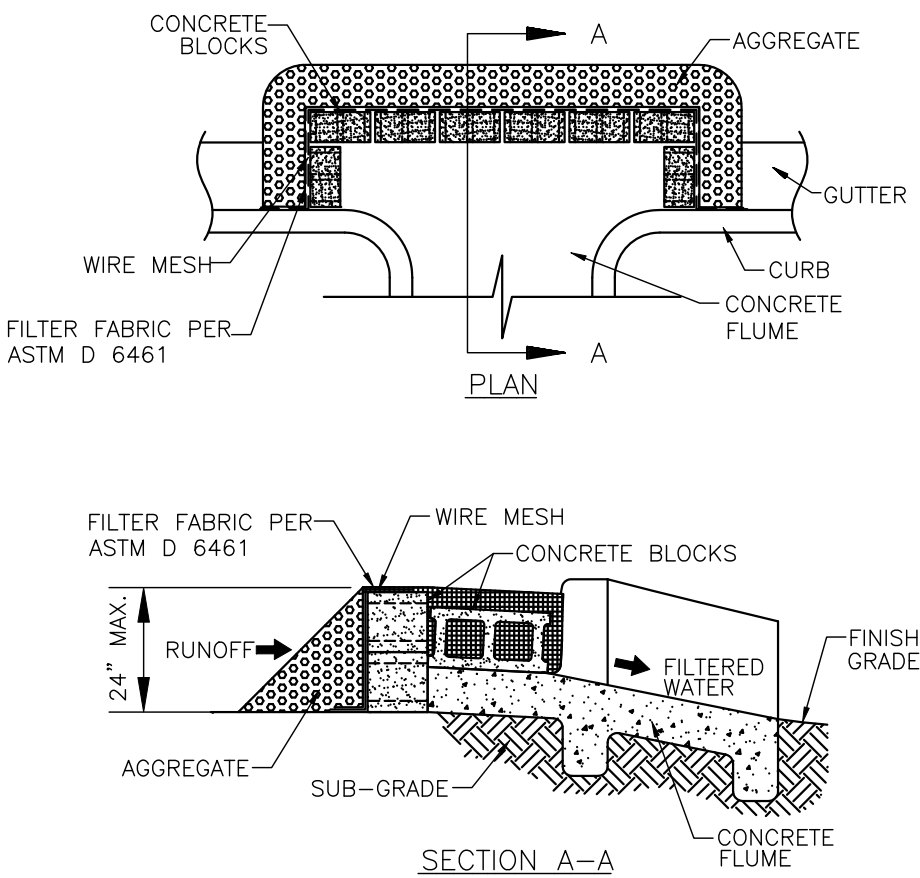 CONCRETE
BLOCKS
A
AGGREGATE
GUTTER
WIRE MESH
CURB
CONCRETE
FLUME
FILTER FABRIC PER
ASTM D 6461
A
PLAN
FILTER FABRIC PER
ASTM D 6461
WIRE MESH
CONCRETE BLOCKS
24" MAX.
RUNOFF
FILTERED
WATER
FINISH
GRADE
AGGREGATE
SUB-GRADE
CONCRETE
FLUME
SECTION A-A